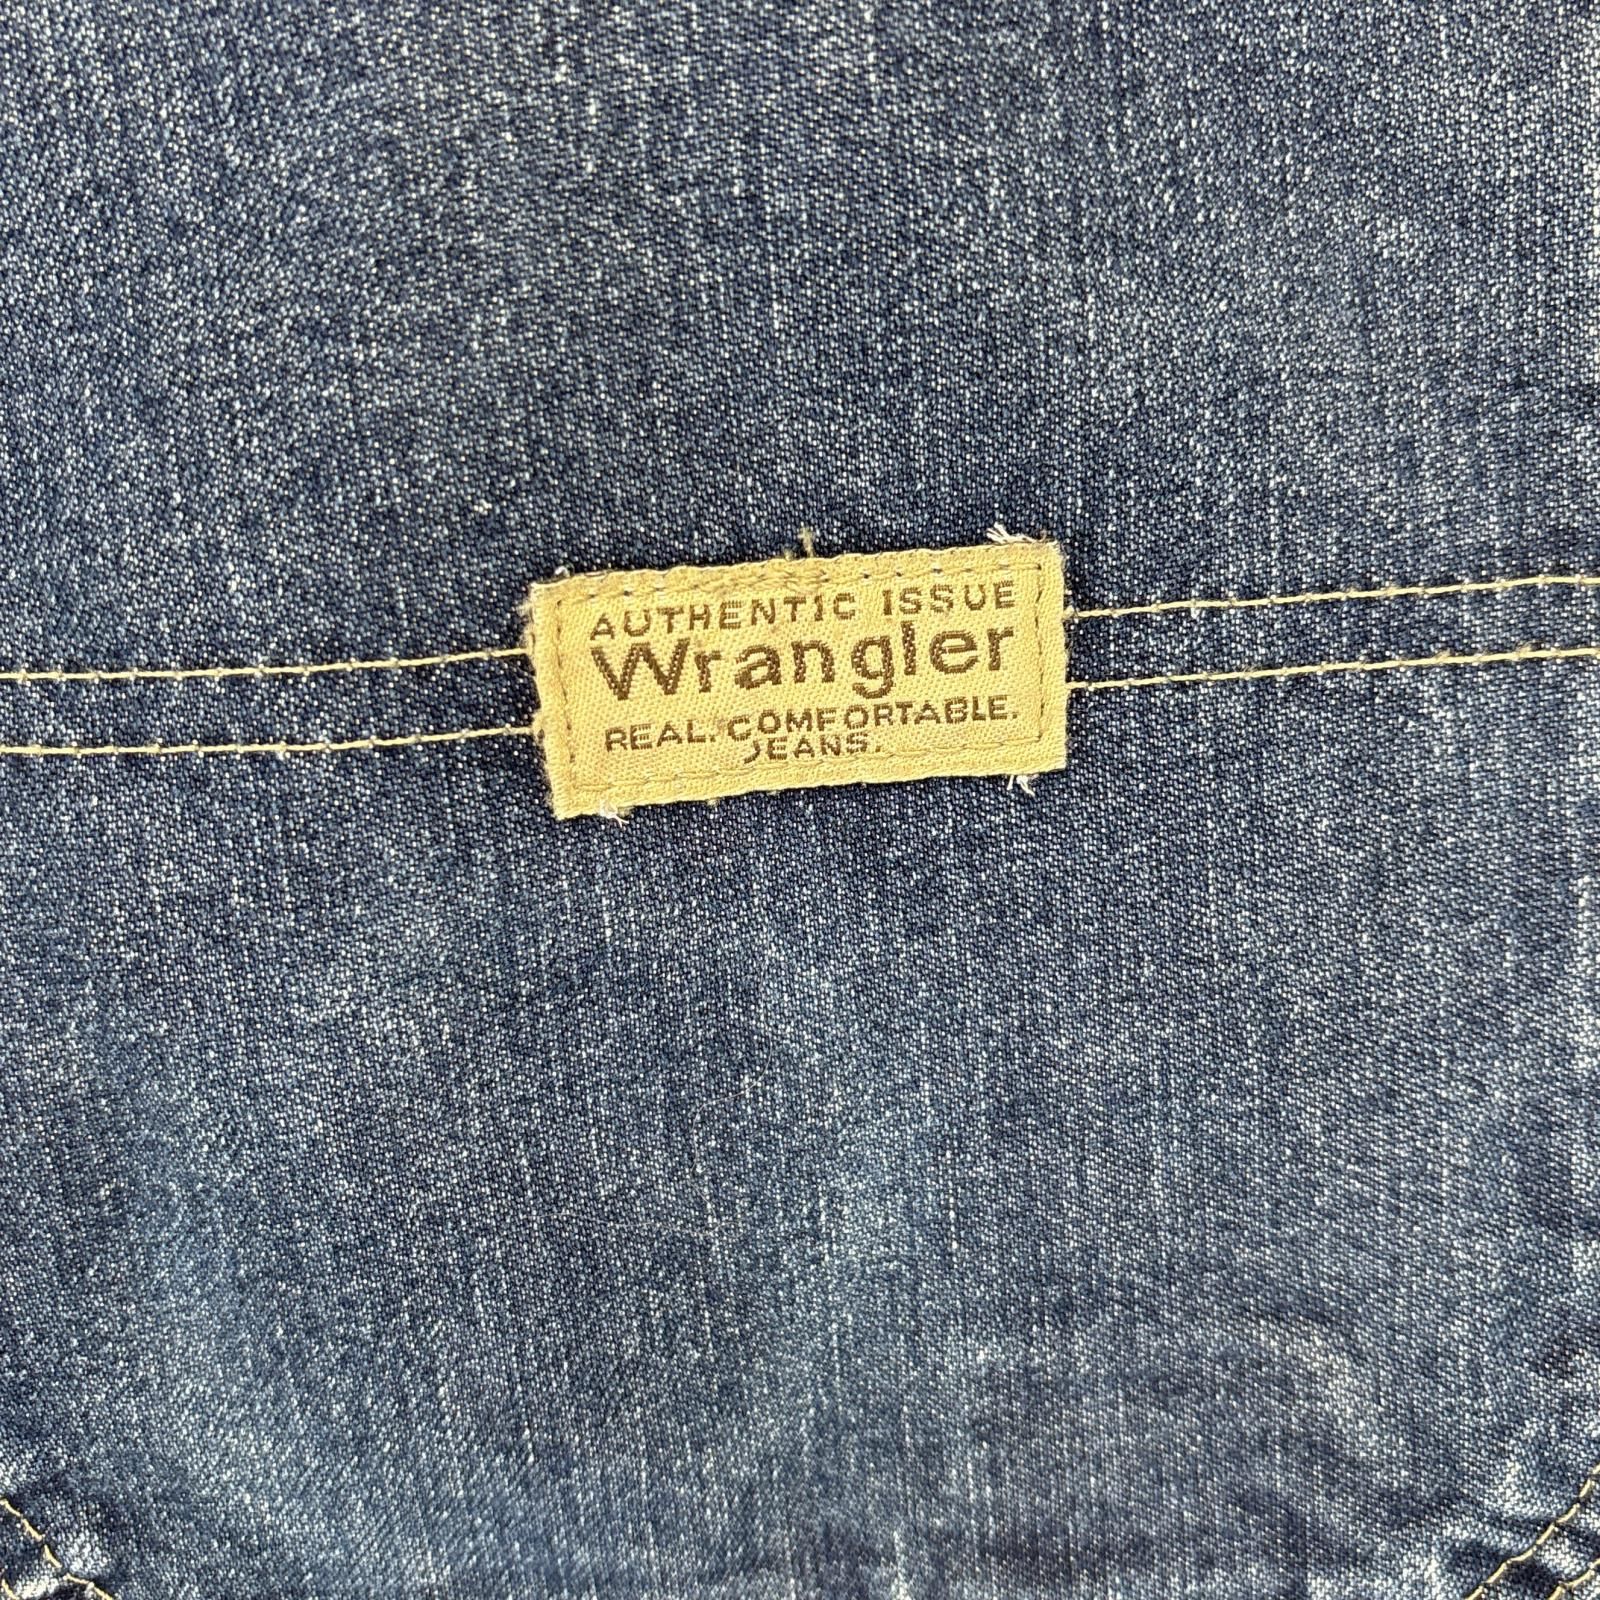 AUTHENTIC ISSUE
Wrangler
REAL. COMFORTABLE.
JEANS.